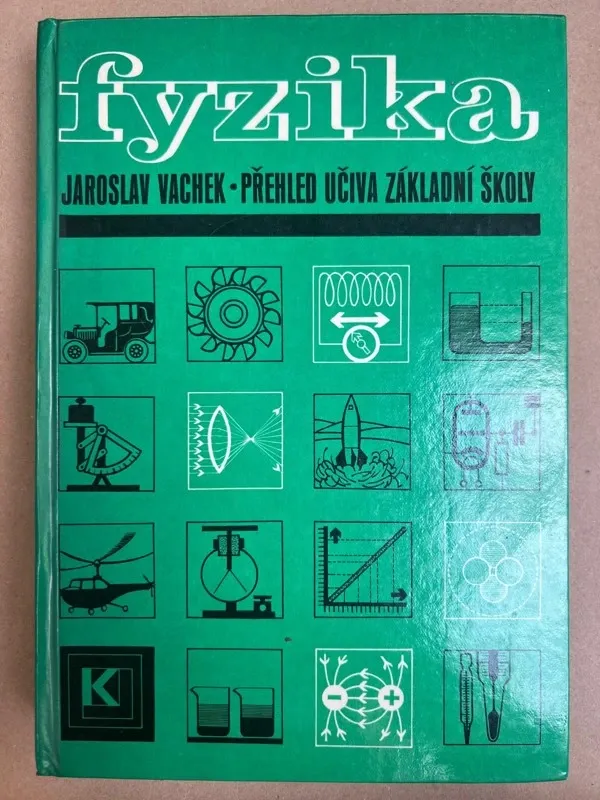 fyzika
JAROSLAV VACHEK • PŘEHLED UČIVA ZÁKLADNÍ ŠKOLY
K
- +